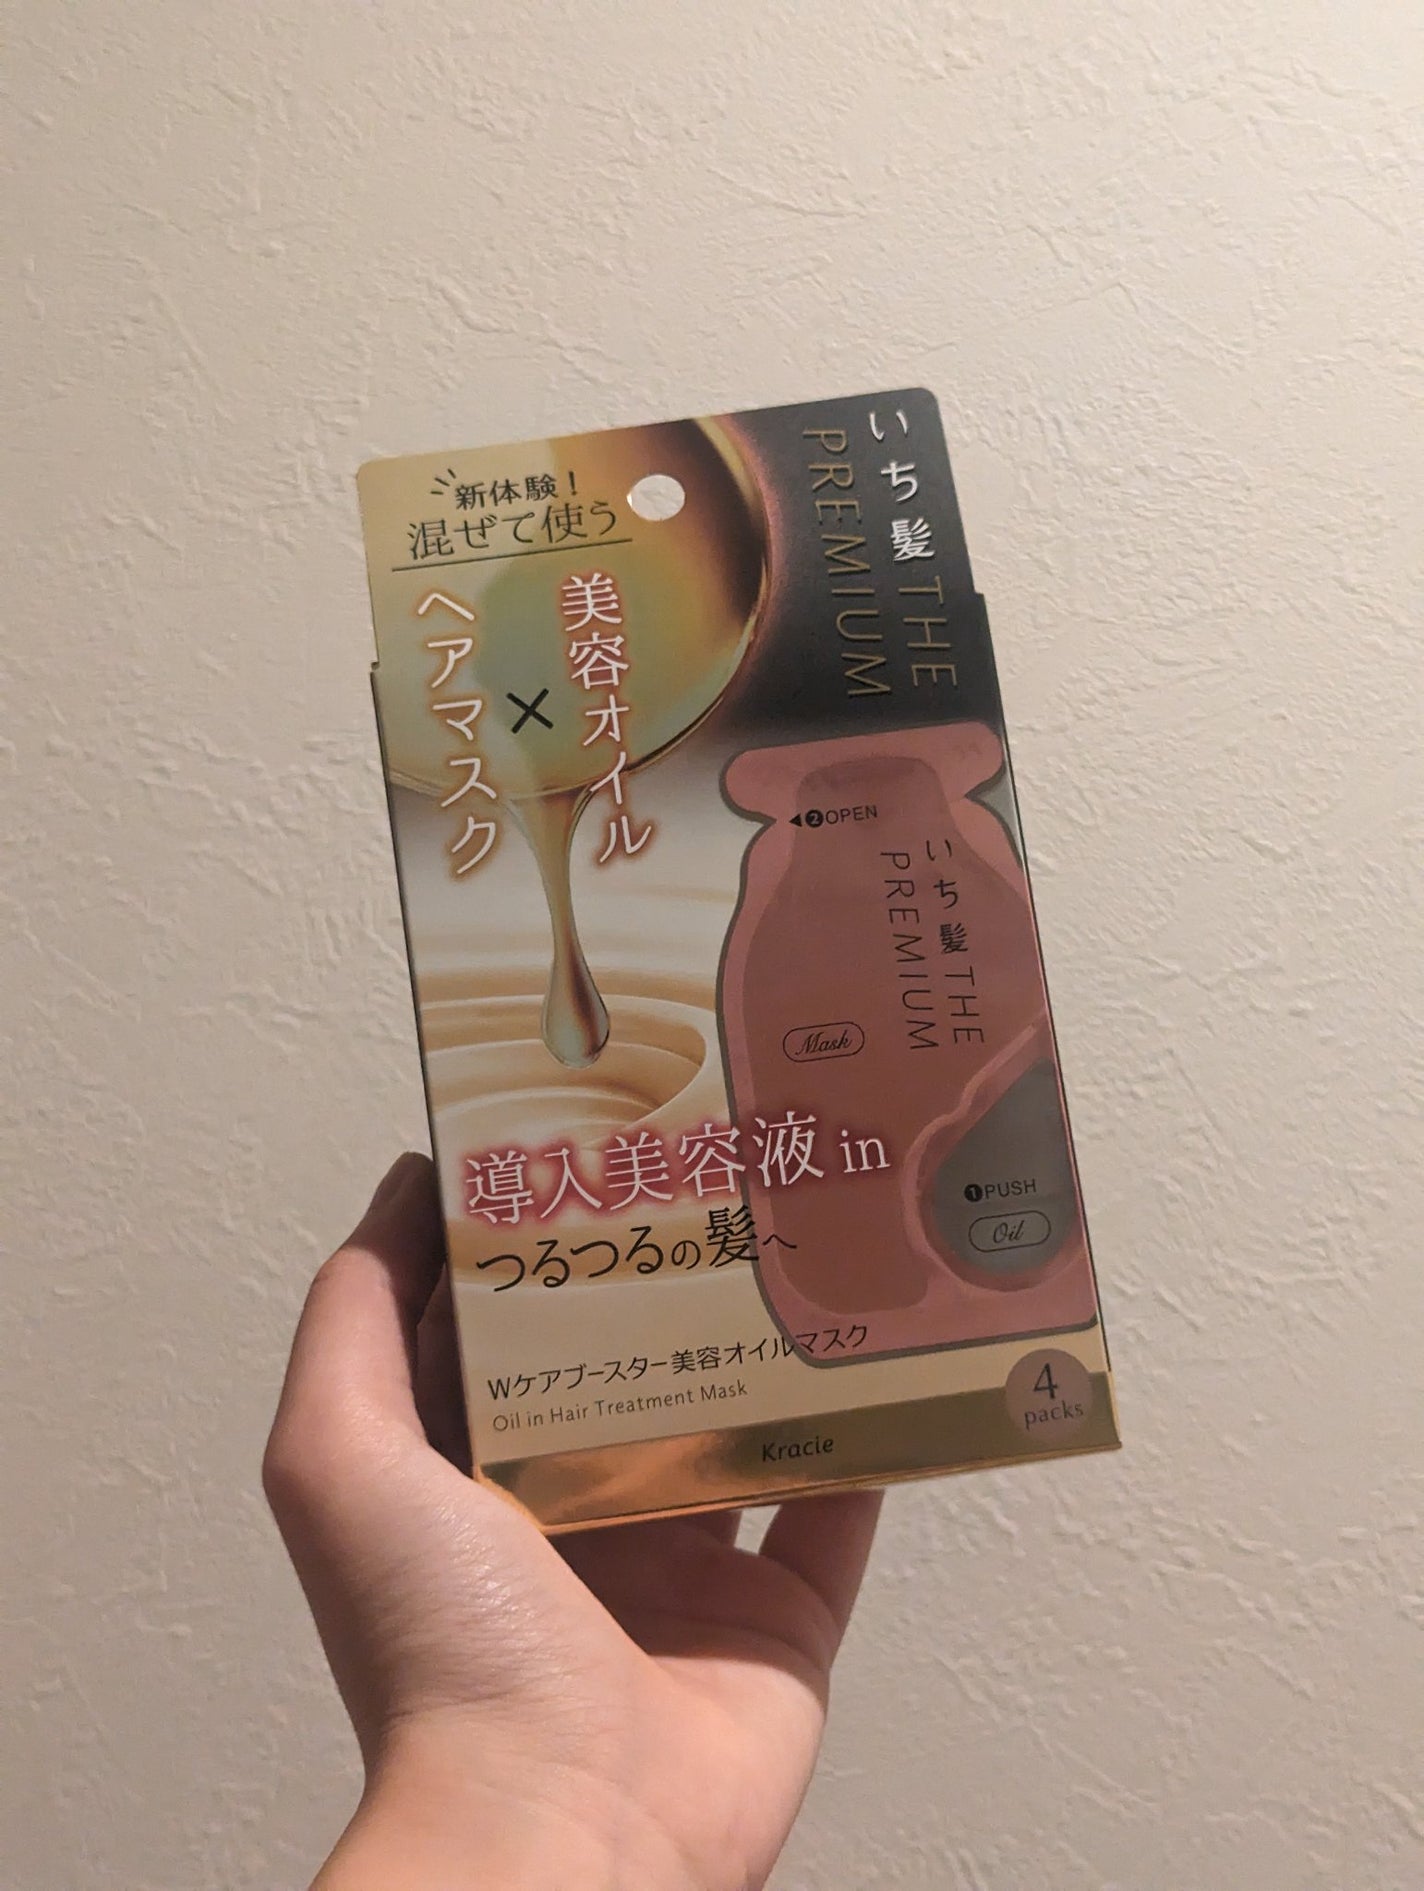 いち髪 THE
PREMIUM
新体験！
混ぜて使う
美容オイル
×
ヘアマスク
◀❷OPEN
いち髪 THE
PREMIUM
Mask
❶PUSH
Oil
導入美容液 in
つるつるの髪へ
Wケアブースター美容オイルマスク
Oil in Hair Treatment Mask
4
packs
Kracie